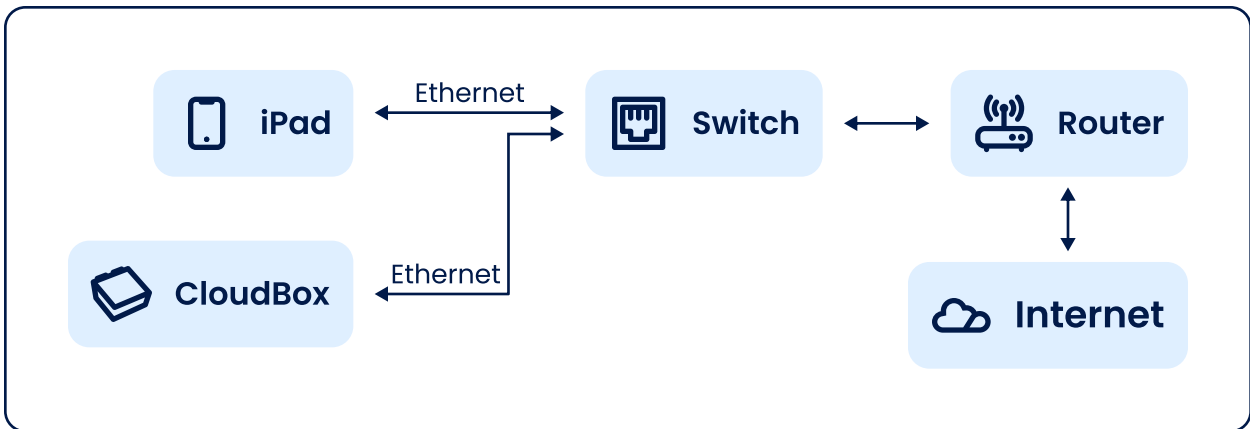 Ethernet
iPad
Switch
Router
Ethernet
CloudBox
Internet